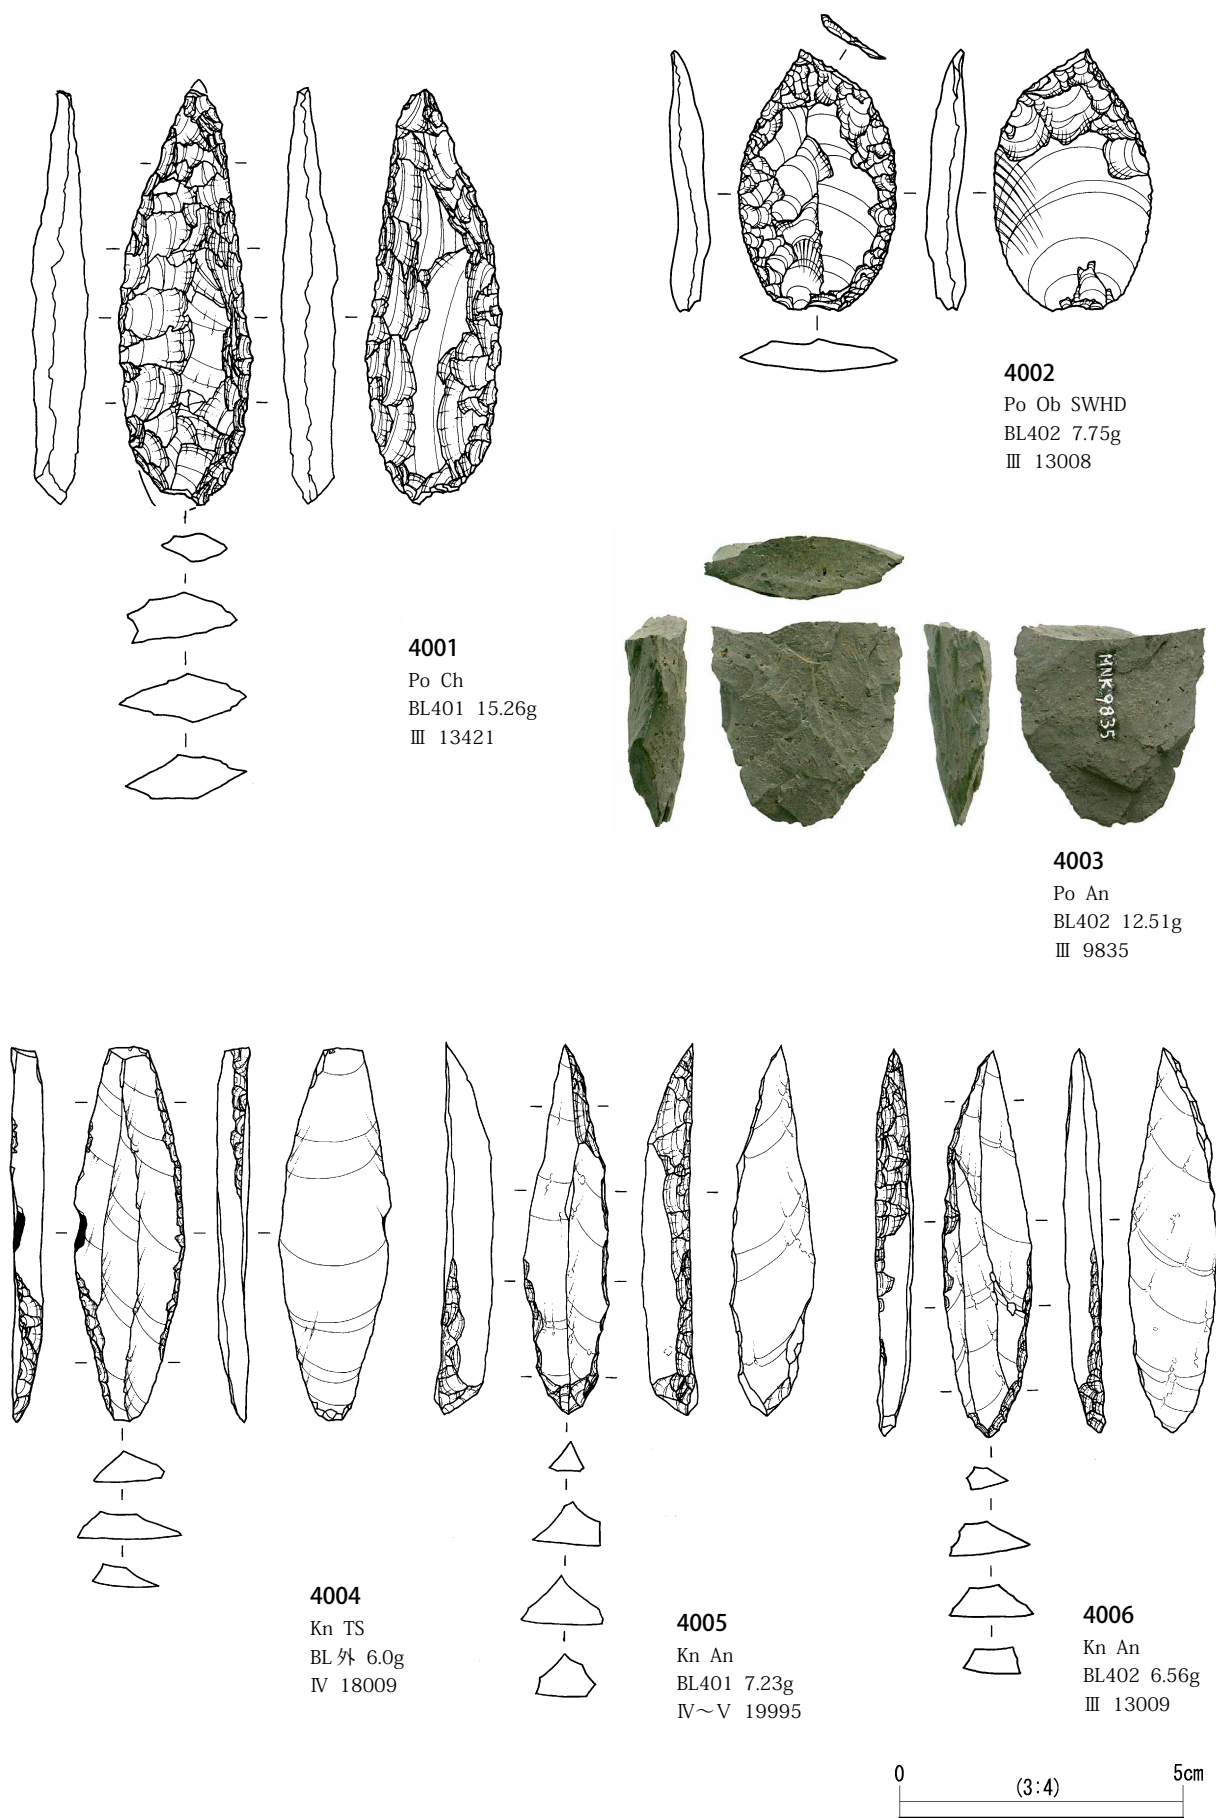 4002
Po Ob SWHD
BL402 7.75g
Ⅲ 13008
4001
Po Ch
BL401 15.26g
Ⅲ 13421
MNK9835
4003
Po An
BL402 12.51g
Ⅲ 9835
4004
Kn TS
BL 外 6.0g
Ⅳ 18009
4005
Kn An
BL401 7.23g
Ⅳ～Ⅴ 19995
4006
Kn An
BL402 6.56g
Ⅲ 13009
0 (3:4) 5cm